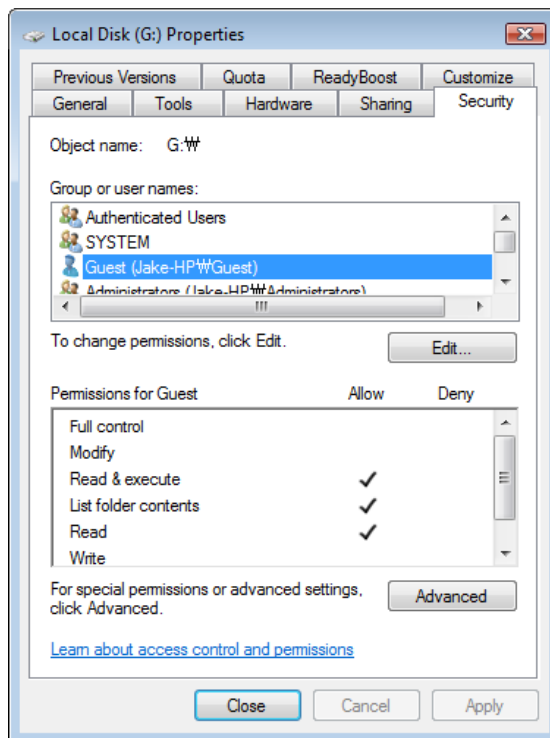 Local Disk (G:) Properties
Previous Versions Quota ReadyBoost Customize
General Tools Hardware Sharing Security
Object name: G:₩
Group or user names:
Authenticated Users
SYSTEM
Guest (Jake-HP₩Guest)
Administrators (Jake-HP₩Administrators)
To change permissions, click Edit.
Edit...
Permissions for Guest Allow Deny
Full control
Modify
Read & execute
List folder contents
Read
Write
For special permissions or advanced settings,
click Advanced.
Advanced
Learn about access control and permissions
Close Cancel Apply